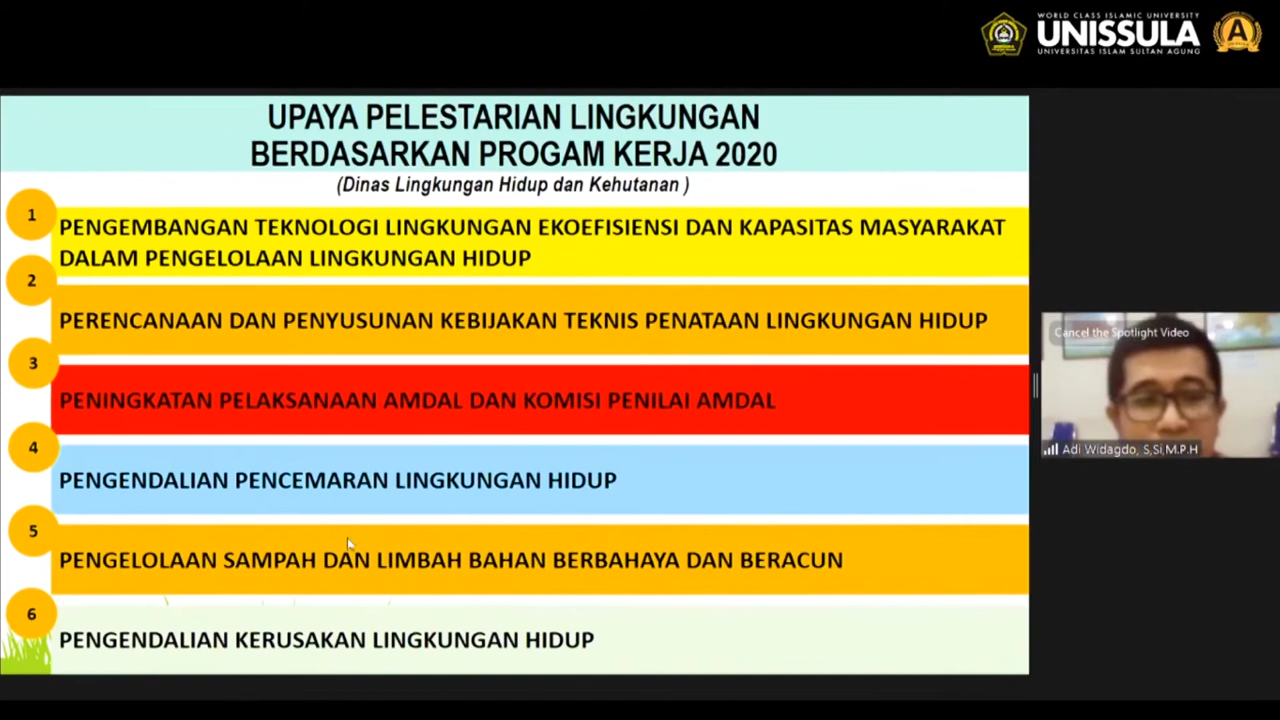 WORLD CLASS ISLAMIC UNIVERSITY
UNISSULA
UNIVERSITAS ISLAM SULTAN AGUNG
A
UPAYA PELESTARIAN LINGKUNGAN
BERDASARKAN PROGAM KERJA 2020
(Dinas Lingkungan Hidup dan Kehutanan )
1
PENGEMBANGAN TEKNOLOGI LINGKUNGAN EKOEFISIENSI DAN KAPASITAS MASYARAKAT
DALAM PENGELOLAAN LINGKUNGAN HIDUP
2
PERENCANAAN DAN PENYUSUNAN KEBIJAKAN TEKNIS PENATAAN LINGKUNGAN HIDUP
3
PENINGKATAN PELAKSANAAN AMDAL DAN KOMISI PENILAI AMDAL
4
PENGENDALIAN PENCEMARAN LINGKUNGAN HIDUP
5
PENGELOLAAN SAMPAH DAN LIMBAH BAHAN BERBAHAYA DAN BERACUN
6
PENGENDALIAN KERUSAKAN LINGKUNGAN HIDUP
Cancel the Spotlight Video
Adi Widagdo, S,Si,M.P.H